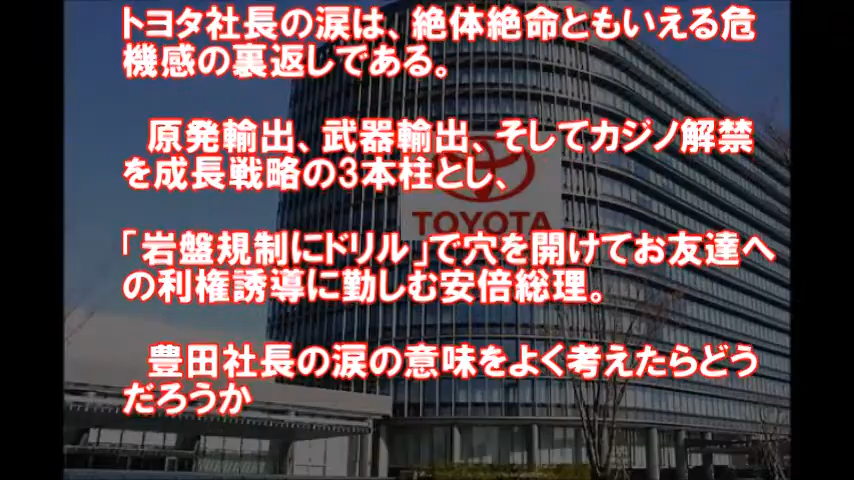 トヨタ社長の涙は、絶体絶命ともいえる危
機感の裏返しである。
原発輸出、武器輸出、そしてカジノ解禁
を成長戦略の3本柱とし、
TOYOTA
「岩盤規制にドリル」で穴を開けてお友達へ
の利権誘導に勤しむ安倍総理。
豊田社長の涙の意味をよく考えたらどう
だろうか